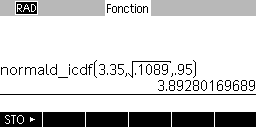 RAD Fonction
normald_icdf(3.35,√.1089,.95)
3.89280169689
STO ►